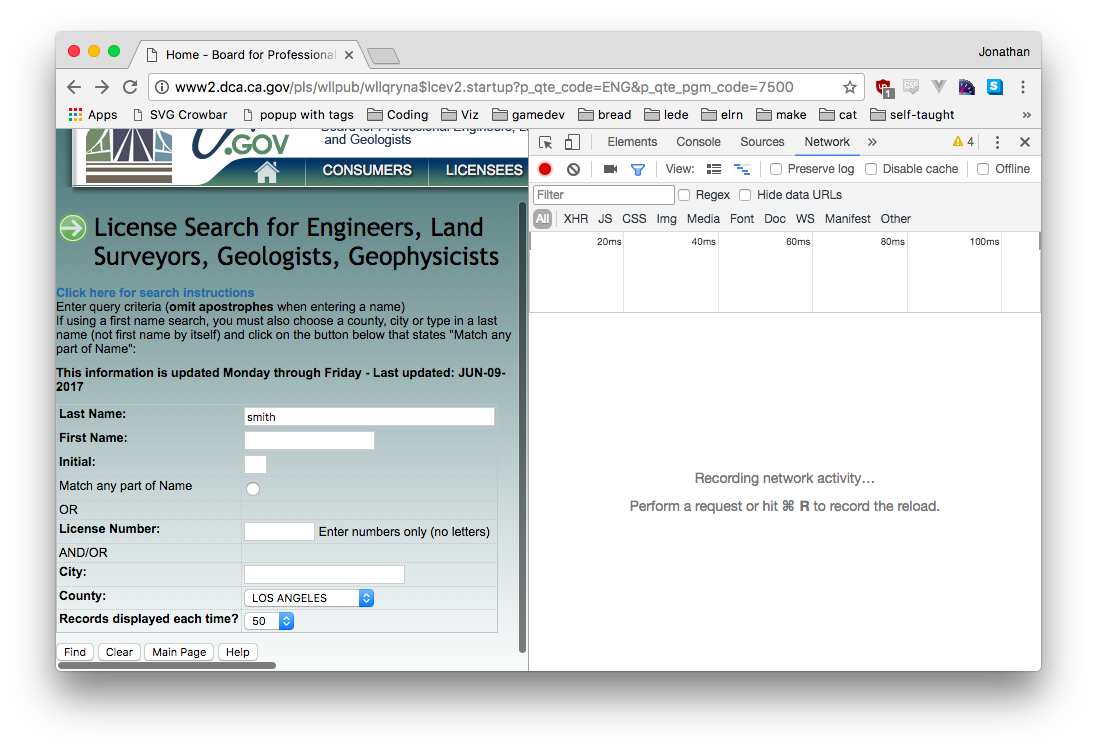 Home - Board for Professional
Jonathan
www2.dca.ca.gov/pls/wllpub/wllqryna$lcev2.startup?p_qte_code=ENG&p_qte_pgm_code=7500
1
CSS
S
Apps
SVG Crowbar
popup with tags
Coding
Viz
gamedev
bread
lede
elrn
make
cat
self-taught
»
.GOV
Board for Professional Engineers, L
and Geologists
CONSUMERS
LICENSEES
License Search for Engineers, Land
Surveyors, Geologists, Geophysicists
Click here for search instructions
Enter query criteria (omit apostrophes when entering a name)
If using a first name search, you must also choose a county, city or type in a last
name (not first name by itself) and click on the button below that states "Match any
part of Name":
This information is updated Monday through Friday - Last updated: JUN-09-
2017
Last Name:
smith
First Name:
Initial:
Match any part of Name
OR
License Number:
Enter numbers only (no letters)
AND/OR
City:
County:
LOS ANGELES
Records displayed each time?
50
Find
Clear
Main Page
Help
Elements
Console
Sources
Network
»
4
View:
Preserve log
Disable cache
Offline
Filter
Regex
Hide data URLs
All
XHR
JS
CSS
Img
Media
Font
Doc
WS
Manifest
Other
20ms
40ms
60ms
80ms
100ms
Recording network activity…
Perform a request or hit ⌘ R to record the reload.